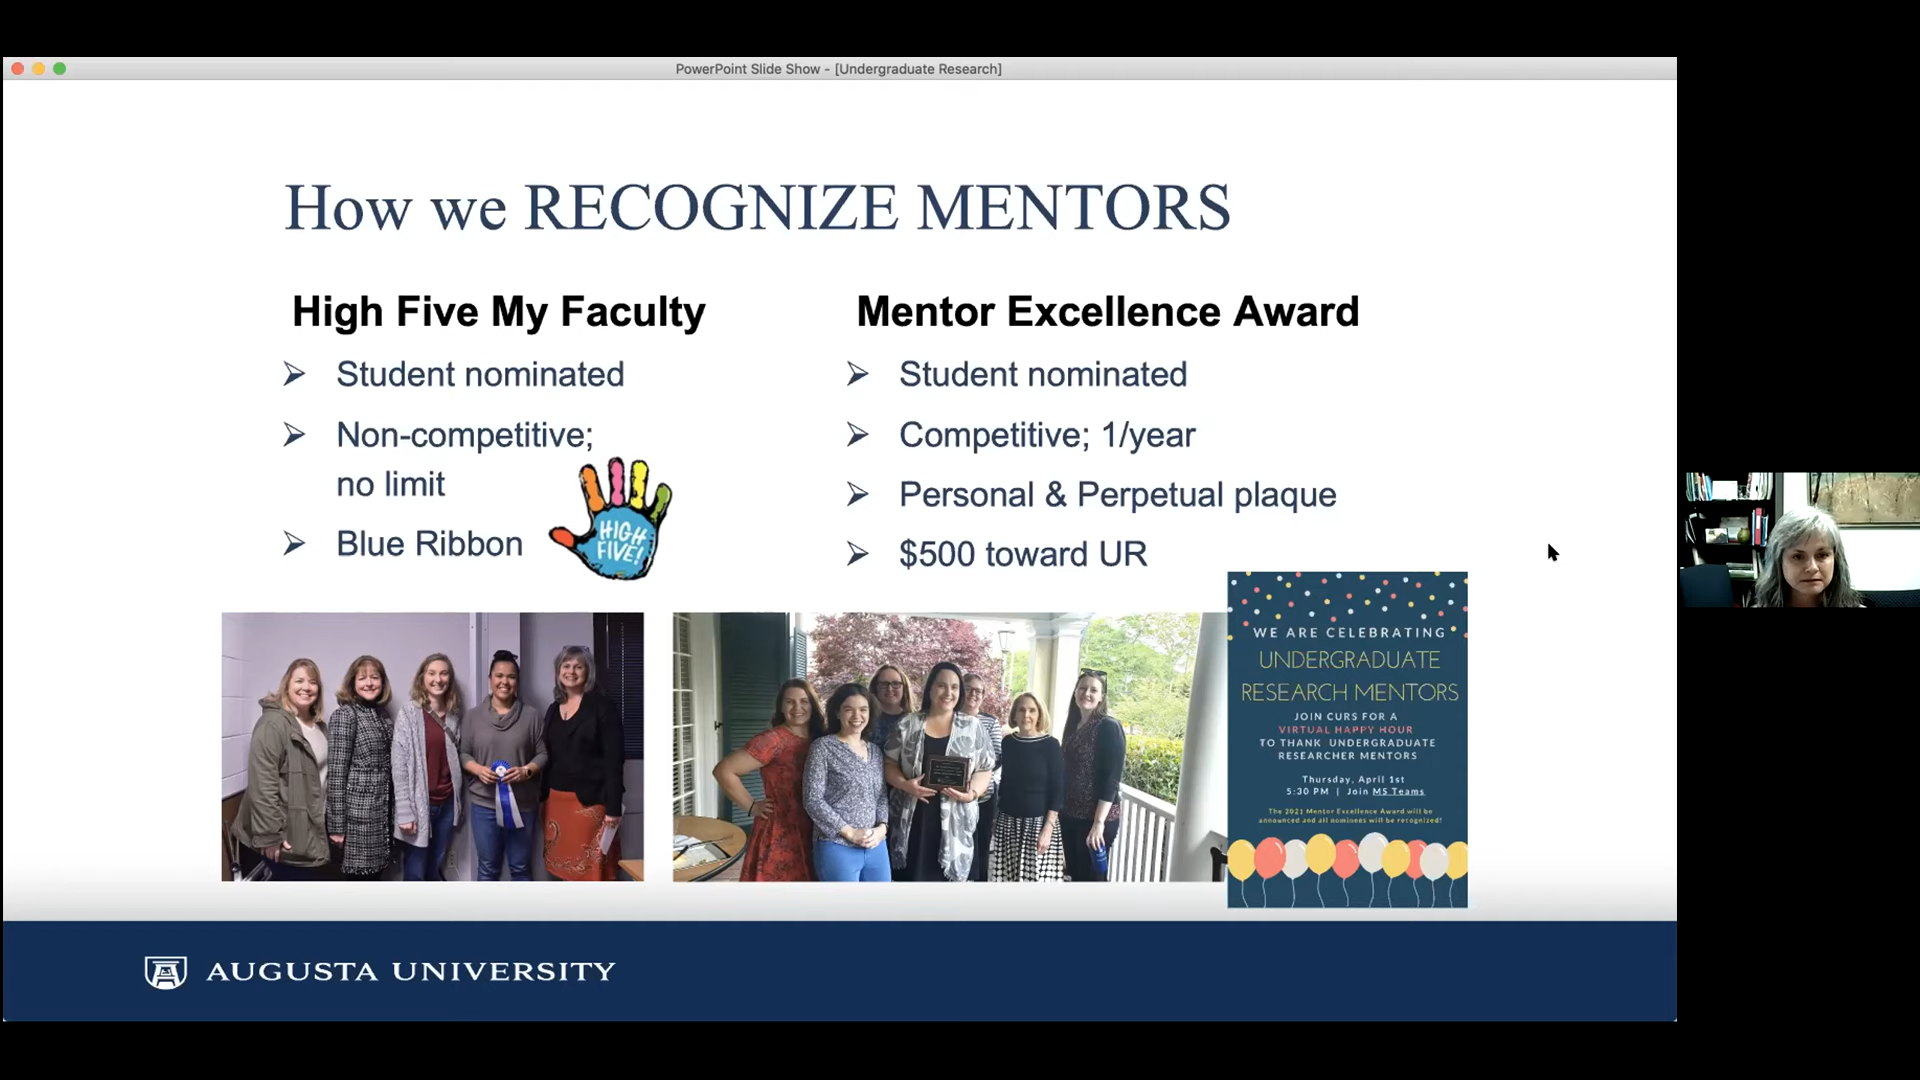 PowerPoint Slide Show - [Undergraduate Research]
How we RECOGNIZE MENTORS
High Five My Faculty
➢ Student nominated
➢ Non-competitive;
no limit
➢ Blue Ribbon
HIGH
FIVE!
Mentor Excellence Award
➢ Student nominated
➢ Competitive; 1/year
➢ Personal & Perpetual plaque
➢ $500 toward UR
WE ARE CELEBRATING
UNDERGRADUATE
RESEARCH MENTORS
JOIN CURS FOR A
VIRTUAL HAPPY HOUR
TO THANK UNDERGRADUATE
RESEARCHER MENTORS
Thursday, April 1st
5:30 PM | Join MS Teams
The 2021 Mentor Excellence Award will be
announced and all nominees will be recognized!
AUGUSTA UNIVERSITY